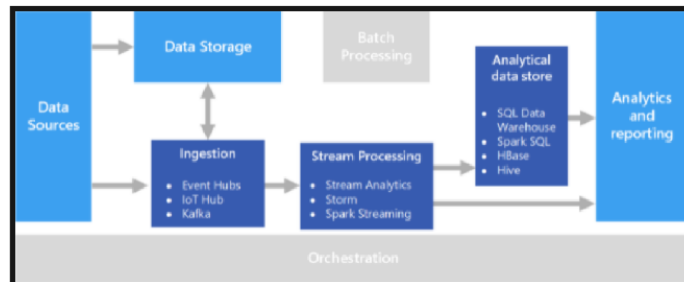 Data Storage
Batch
Processing
Analytical
data store
• SQL Data
Warehouse
• Spark SQL
• HBase
• Hive
Data
Sources
Analytics
and
reporting
Ingestion
• Event Hubs
• IoT Hub
• Kafka
Stream Processing
• Stream Analytics
• Storm
• Spark Streaming
Orchestration